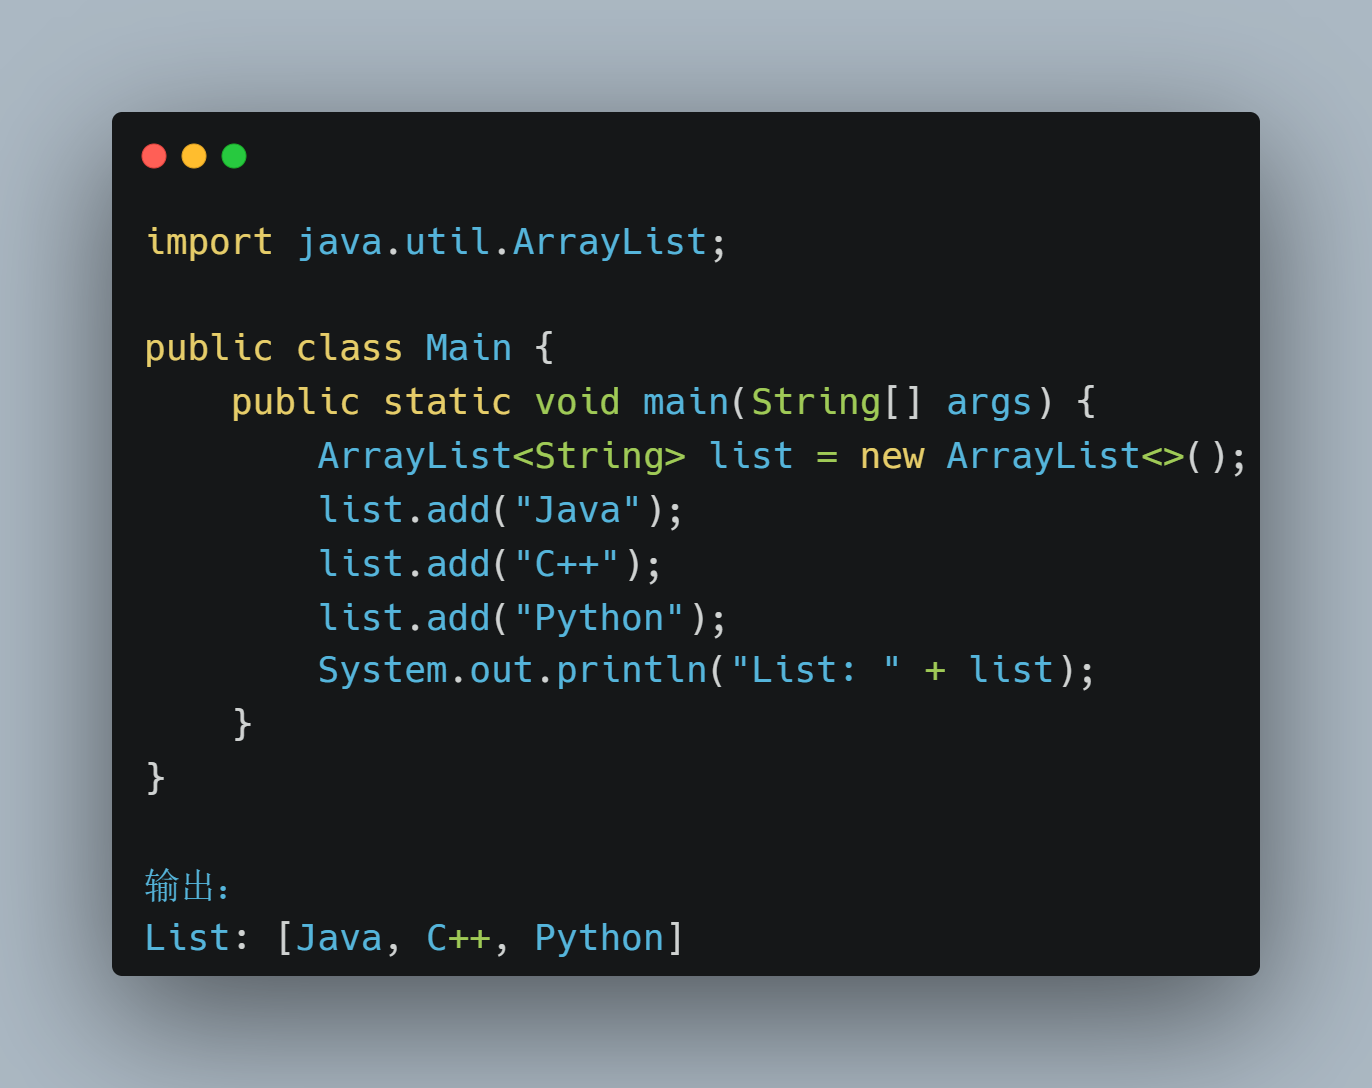 import java.util.ArrayList;
public class Main {
    public static void main(String[] args) {
        ArrayList<String> list = new ArrayList<>();
        list.add("Java");
        list.add("C++");
        list.add("Python");
        System.out.println("List: " + list);
    }
}
输出：
List: [Java, C++, Python]